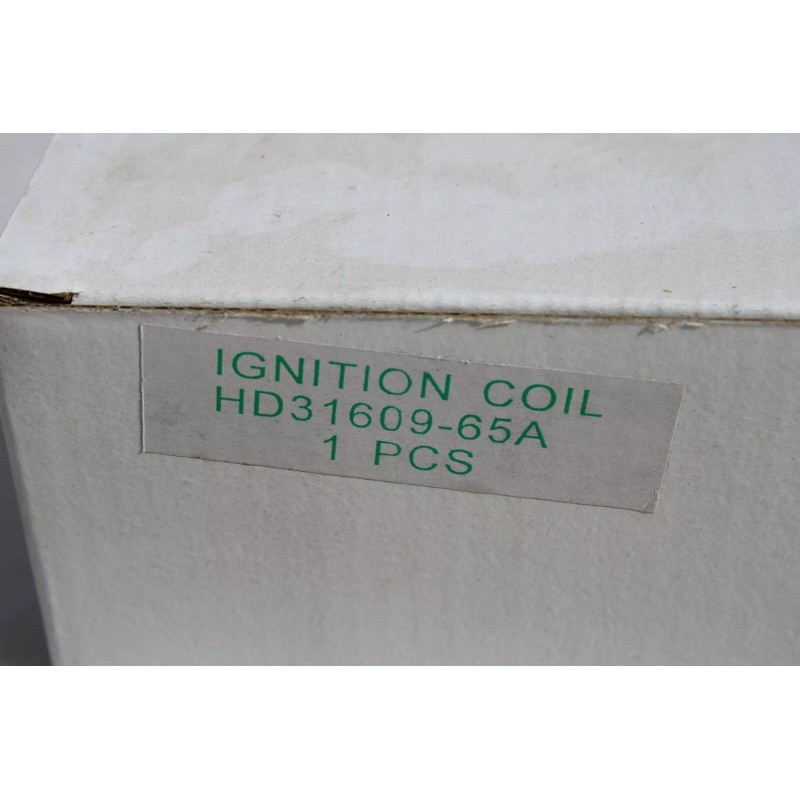 IGNITION COIL
HD31609-65A
1 PCS